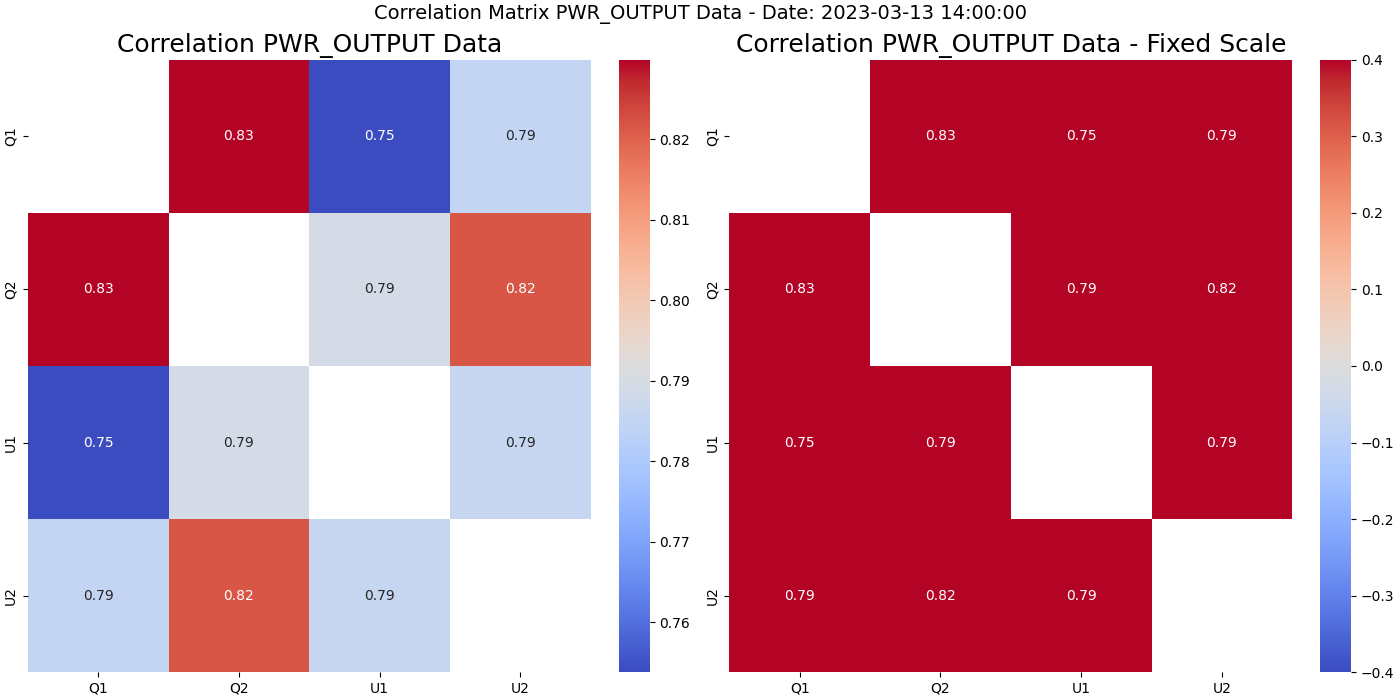 Correlation Matrix PWR_OUTPUT Data - Date: 2023-03-13 14:00:00
Correlation PWR_OUTPUT Data
Q1
0.83
0.75
0.79
Q2
0.83
0.79
0.82
U1
0.75
0.79
0.79
U2
0.79
0.82
0.79
Q1
Q2
U1
U2
0.82
0.81
0.80
0.79
0.78
0.77
0.76
Correlation PWR_OUTPUT Data - Fixed Scale
Q1
0.83
0.75
0.79
Q2
0.83
0.79
0.82
U1
0.75
0.79
0.79
U2
0.79
0.82
0.79
Q1
Q2
U1
U2
0.4
0.3
0.2
0.1
0.0
−0.1
−0.2
−0.3
−0.4